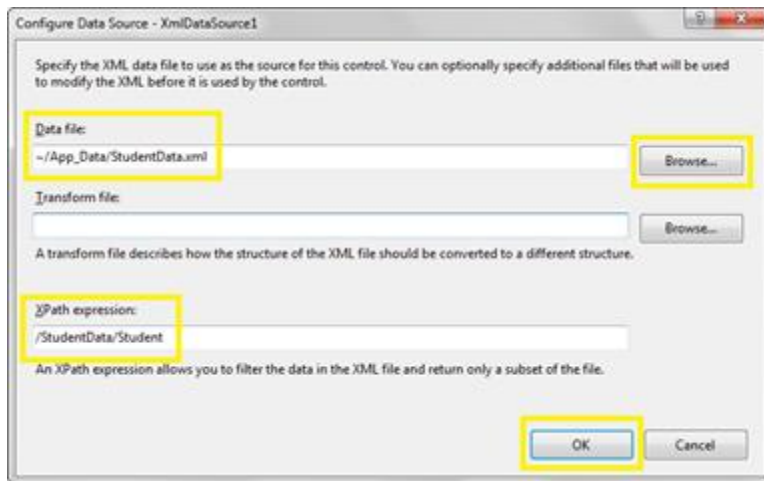 Configure Data Source - XmlDataSource1
Specify the XML data file to use as the source for this control. You can optionally specify additional files that will be used
to modify the XML before it is used by the control.
Data file:
~/App_Data/StudentData.xml
Browse...
Transform file:
Browse...
A transform file describes how the structure of the XML file should be converted to a different structure.
XPath expression:
/StudentData/Student
An XPath expression allows you to filter the data in the XML file and return only a subset of the file.
OK Cancel